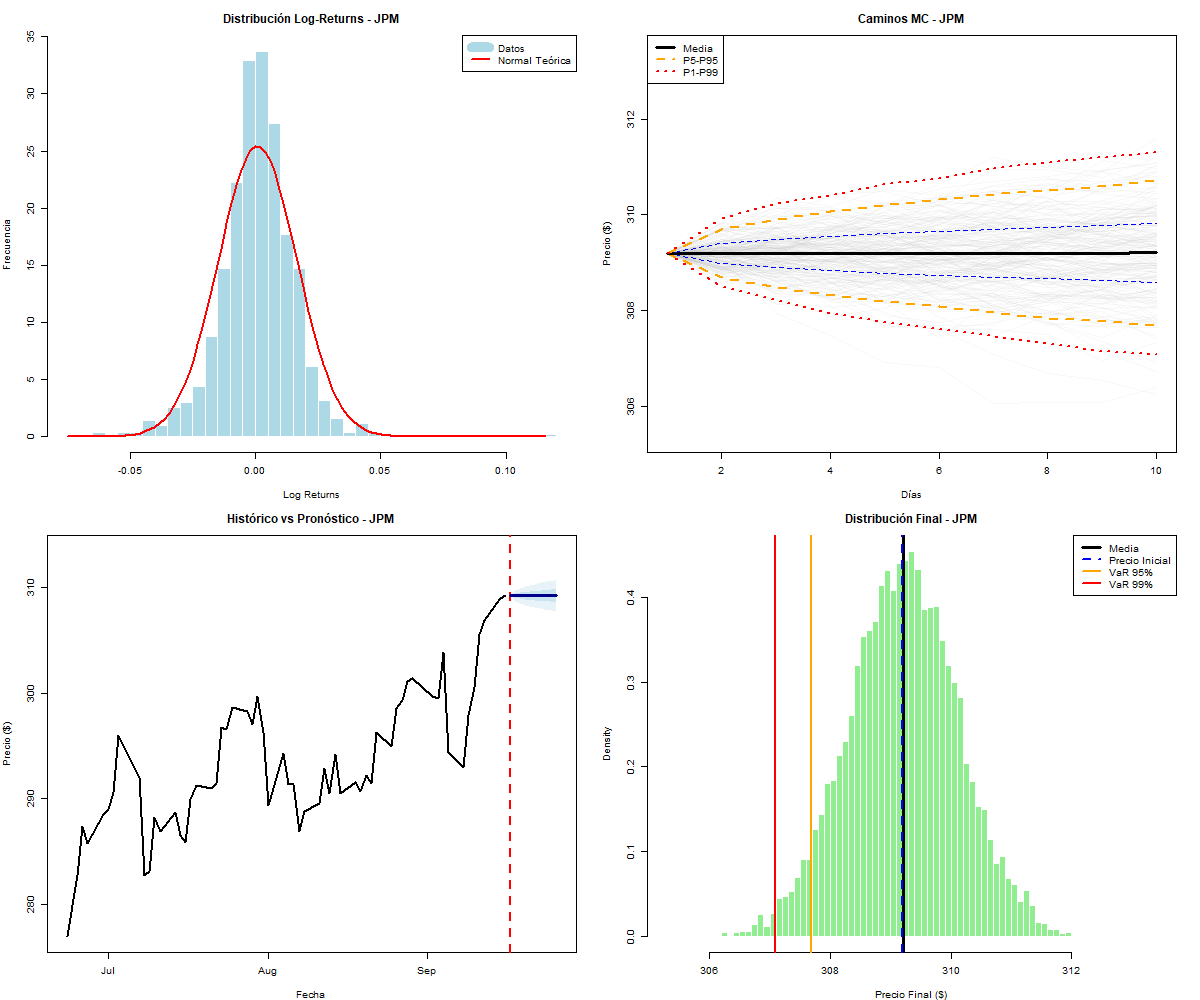 Distribución Log-Returns - JPM
Datos
Normal Teórica
Frecuencia
0
5
10
15
20
25
30
35
-0.05
0.00
0.05
0.10
Log Returns
Caminos MC - JPM
Media
P5-P95
P1-P99
Precio ($)
306
308
310
312
2
4
6
8
10
Días
Histórico vs Pronóstico - JPM
Precio ($)
280
290
300
310
Jul
Aug
Sep
Fecha
Distribución Final - JPM
Media
Precio Inicial
VaR 95%
VaR 99%
Density
0.0
0.1
0.2
0.3
0.4
306
308
310
312
Precio Final ($)